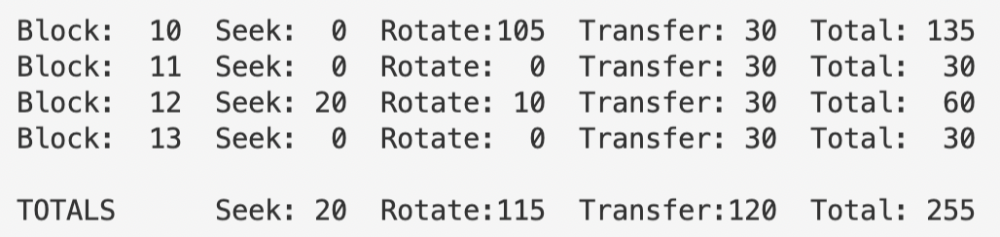 Block:  10  Seek:  0  Rotate:105  Transfer: 30  Total: 135
Block:  11  Seek:  0  Rotate:  0  Transfer: 30  Total:  30
Block:  12  Seek: 20  Rotate: 10  Transfer: 30  Total:  60
Block:  13  Seek:  0  Rotate:  0  Transfer: 30  Total:  30
TOTALS      Seek: 20  Rotate:115  Transfer:120  Total: 255